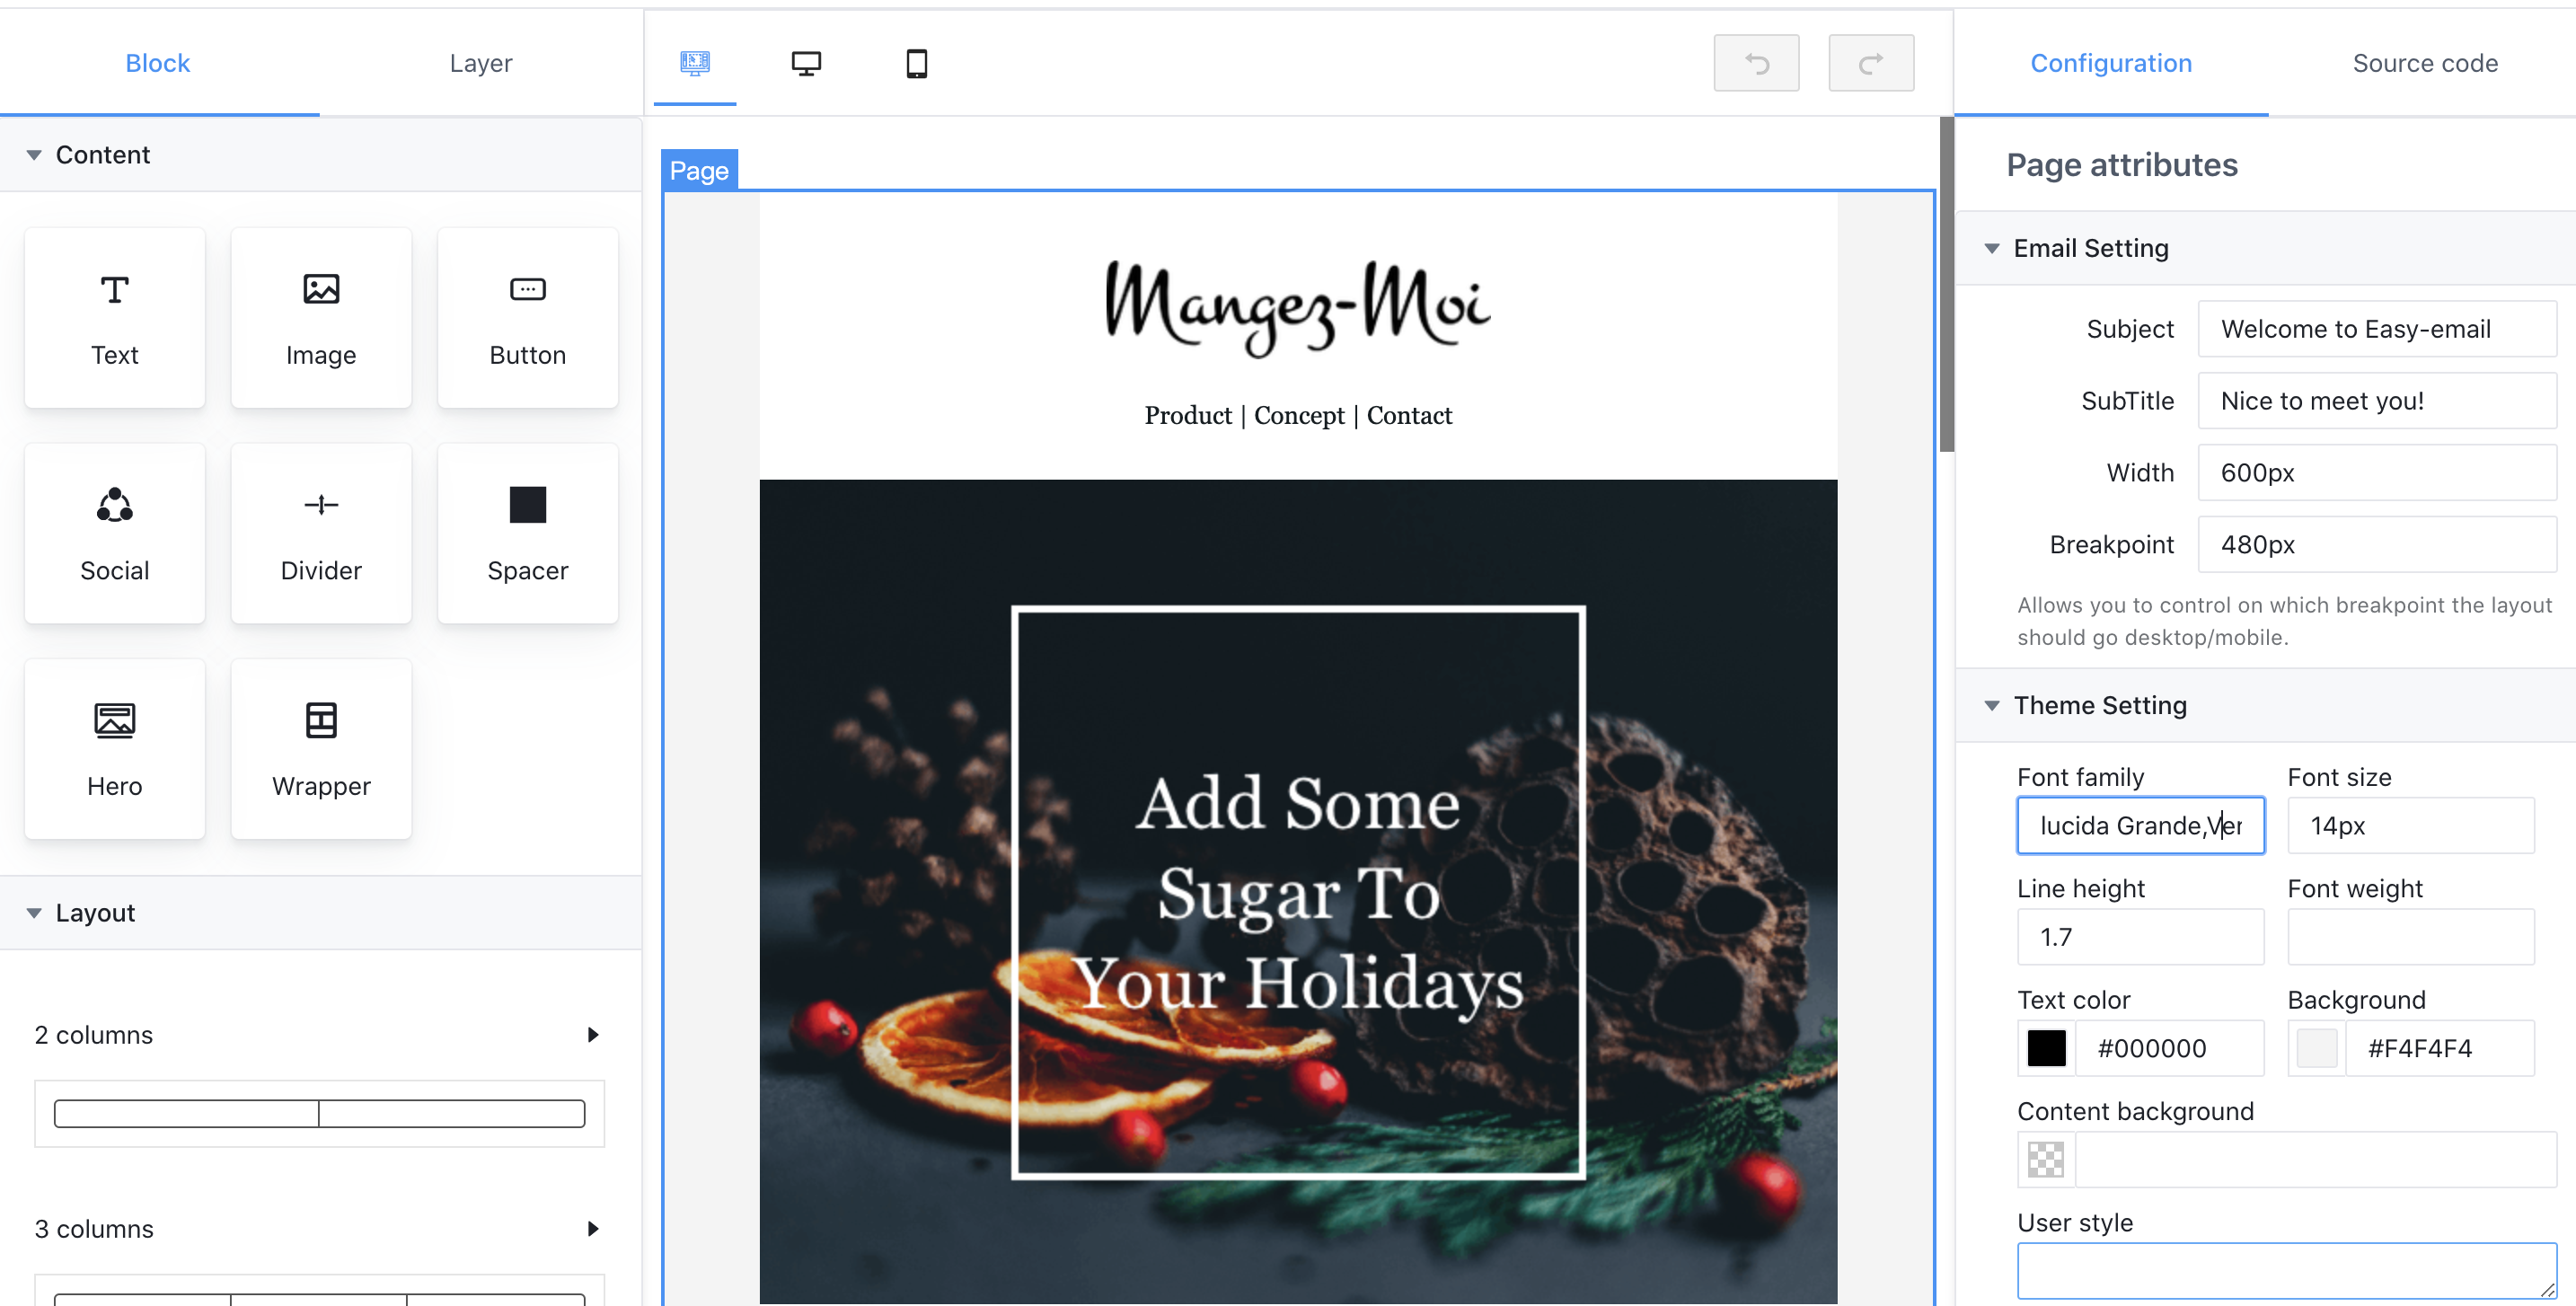 Block
Layer
Configuration
Source code
Content
Text
Image
Button
Social
Divider
Spacer
Hero
Wrapper
Layout
2 columns
3 columns
Page
Mangez-Moi
Product | Concept | Contact
Add Some
Sugar To
Your Holidays
Page attributes
Email Setting
Subject
Welcome to Easy-email
SubTitle
Nice to meet you!
Width
600px
Breakpoint
480px
Allows you to control on which breakpoint the layout
should go desktop/mobile.
Theme Setting
Font family
Font size
lucida Grande,Ver
14px
Line height
Font weight
1.7
Text color
Background
#000000
#F4F4F4
Content background
User style